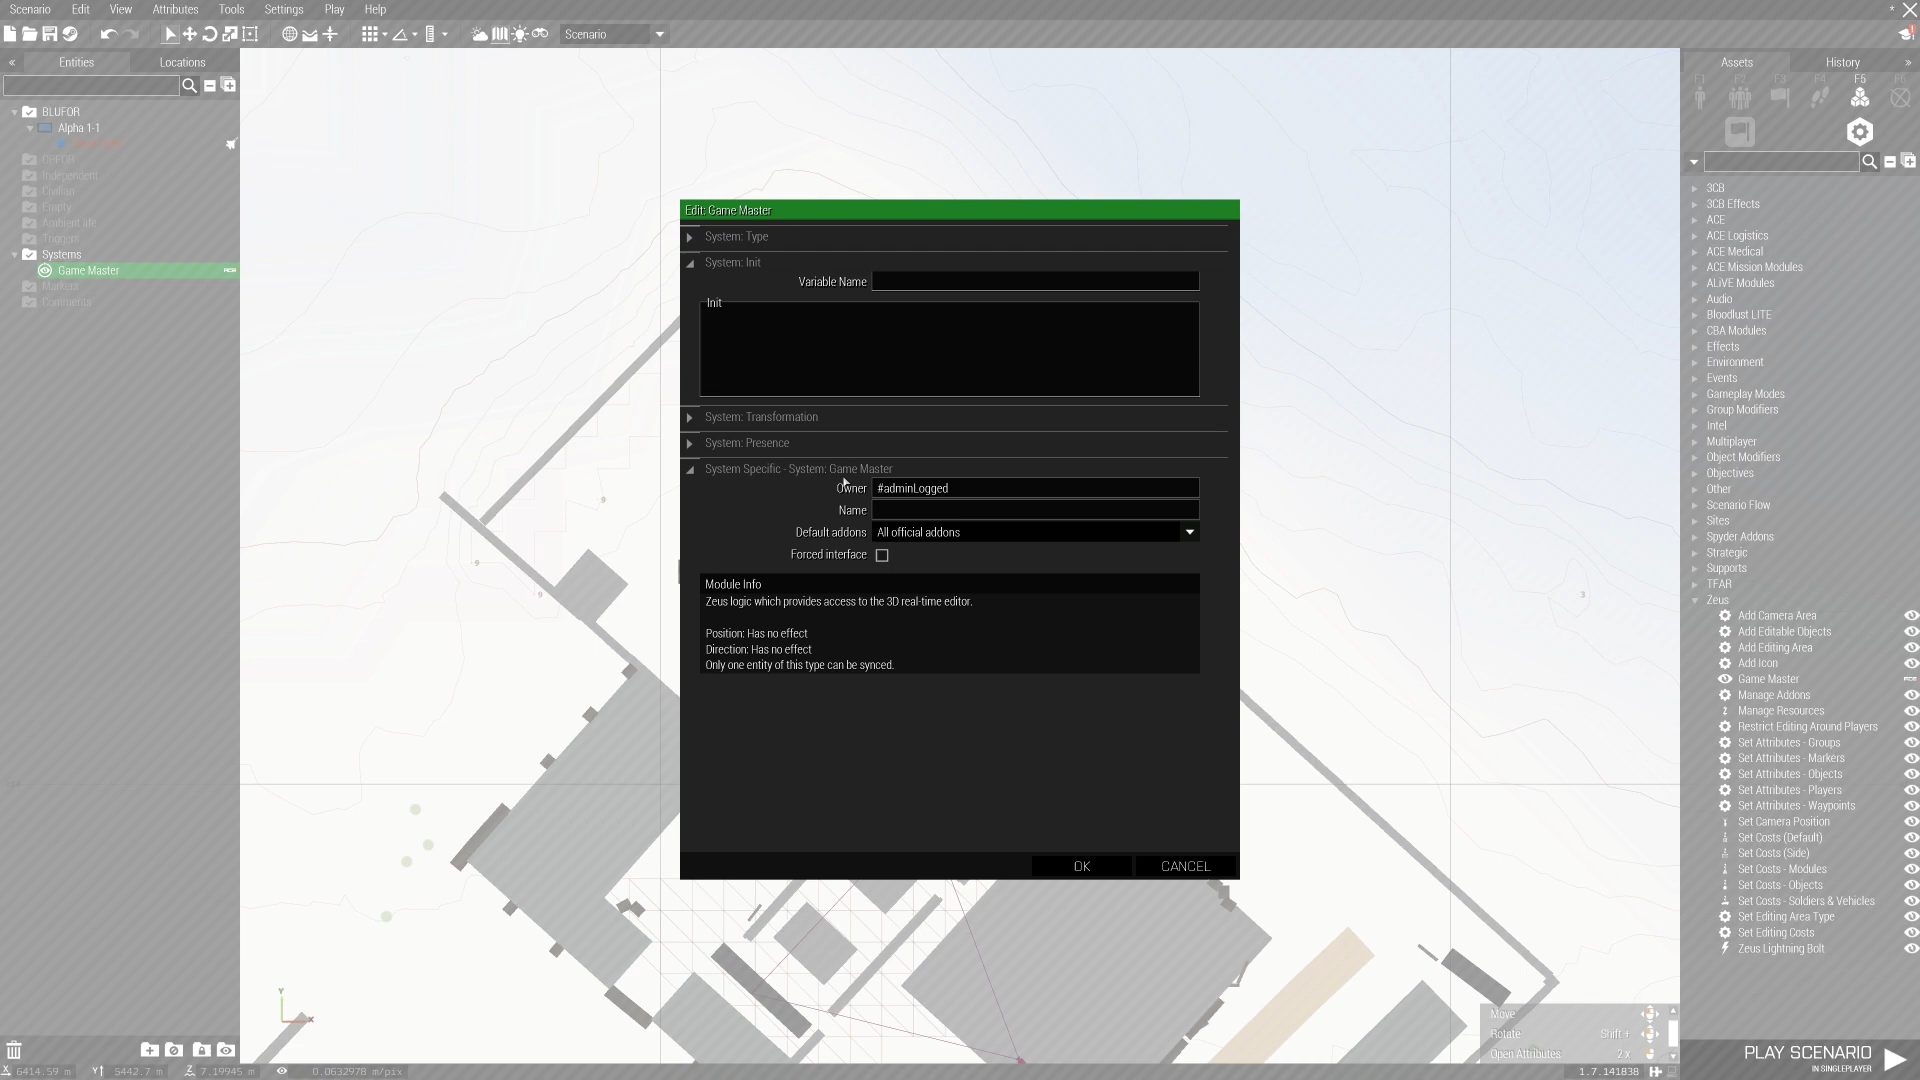 Scenario Edit View Attributes Tools Settings Play Help
*
Scenario
« Entities Locations
BLUFOR
Alpha 1-1
OPFOR
Independent
Civilian
Empty
Ambient life
Triggers
Systems
Game Master
Markers
Comments
X 6414.59 m Y 5442.7 m Z 7.19945 m 0.0632978 m/pix
Edit: Game Master
System: Type
System: Init
Variable Name
Init
System: Transformation
System: Presence
System Specific - System: Game Master
Owner #adminLogged
Name
Default addons All official addons
Forced interface
Module Info
Zeus logic which provides access to the 3D real-time editor.
Position: Has no effect
Direction: Has no effect
Only one entity of this type can be synced.
OK CANCEL
9
9
9
3
Y
X
Move
Rotate Shift +
Open Attributes 2 x
1.7.141838
Assets History »
F1 F2 F3 F4 F5 F6
3CB
3CB Effects
ACE
ACE Logistics
ACE Medical
ACE Mission Modules
ALiVE Modules
Audio
Bloodlust LITE
CBA Modules
Effects
Environment
Events
Gameplay Modes
Group Modifiers
Intel
Multiplayer
Object Modifiers
Objectives
Other
Scenario Flow
Sites
Spyder Addons
Strategic
Supports
TFAR
Zeus
Add Camera Area
Add Editable Objects
Add Editing Area
Add Icon
Game Master
Manage Addons
Manage Resources
Restrict Editing Around Players
Set Attributes - Groups
Set Attributes - Markers
Set Attributes - Objects
Set Attributes - Players
Set Attributes - Waypoints
Set Camera Position
Set Costs (Default)
Set Costs (Side)
Set Costs - Modules
Set Costs - Objects
Set Costs - Soldiers & Vehicles
Set Editing Area Type
Set Editing Costs
Zeus Lightning Bolt
PLAY SCENARIO
IN SINGLEPLAYER